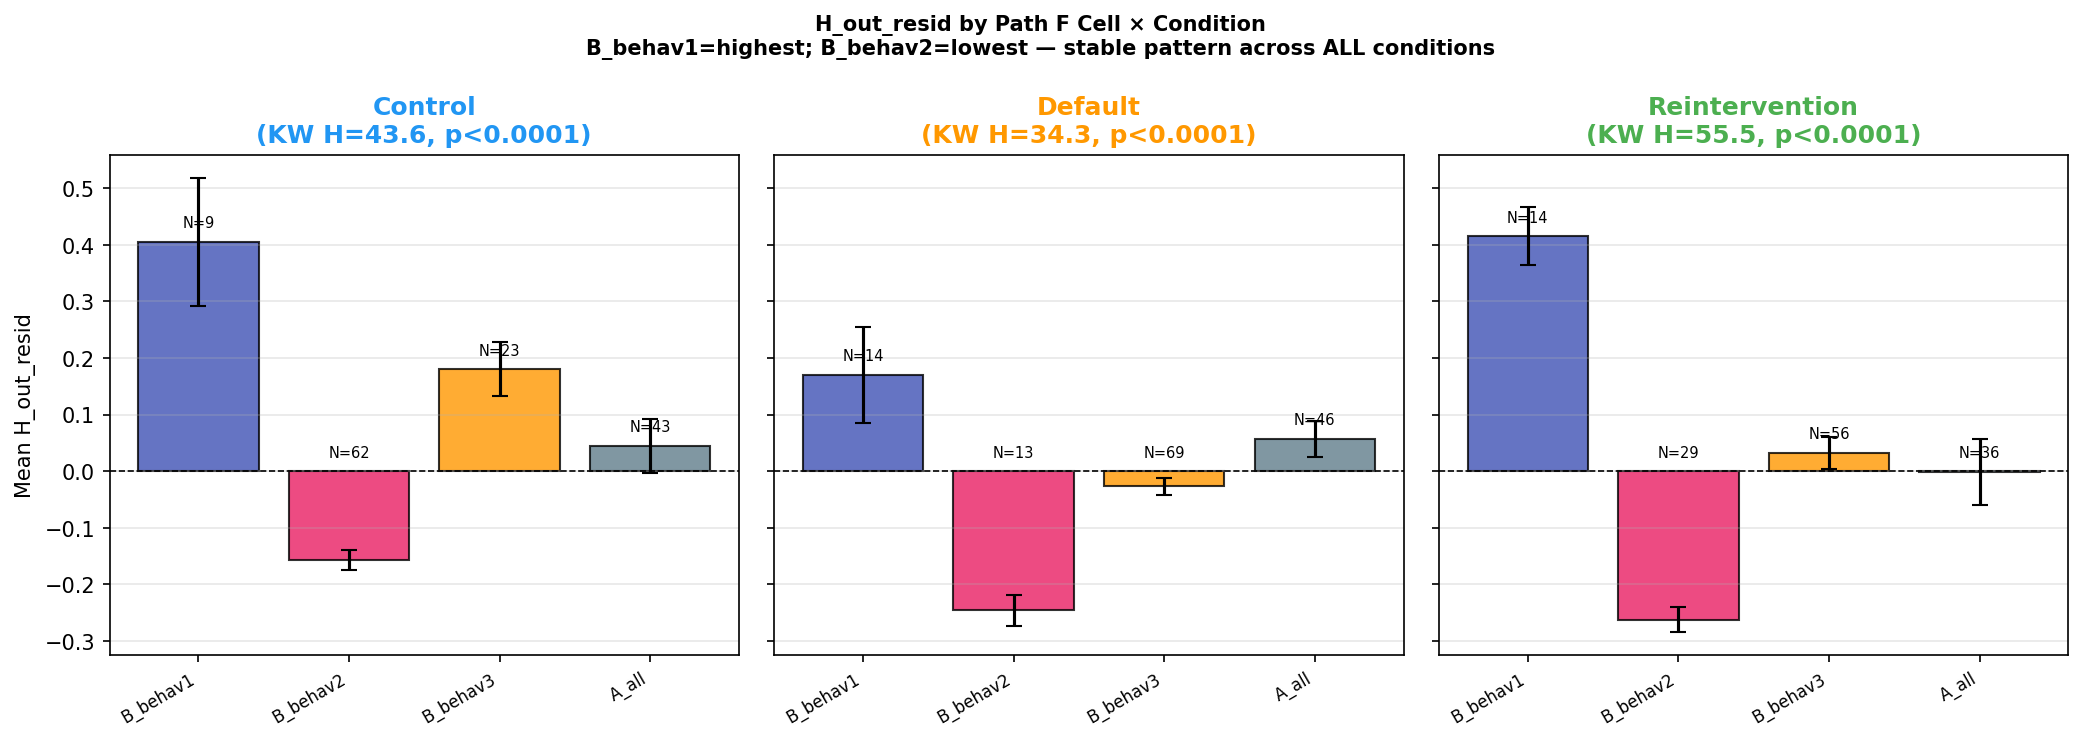 H_out_resid by Path F Cell × Condition
B_behav1=highest; B_behav2=lowest — stable pattern across ALL conditions
Control
(KW H=43.6, p<0.0001)
Default
(KW H=34.3, p<0.0001)
Reintervention
(KW H=55.5, p<0.0001)
Mean H_out_resid
0.5
0.4
0.3
0.2
0.1
0.0
−0.1
−0.2
−0.3
N=9
N=62
N=23
N=43
B_behav1
B_behav2
B_behav3
A_all
N=14
N=13
N=69
N=46
B_behav1
B_behav2
B_behav3
A_all
N=14
N=29
N=56
N=36
B_behav1
B_behav2
B_behav3
A_all